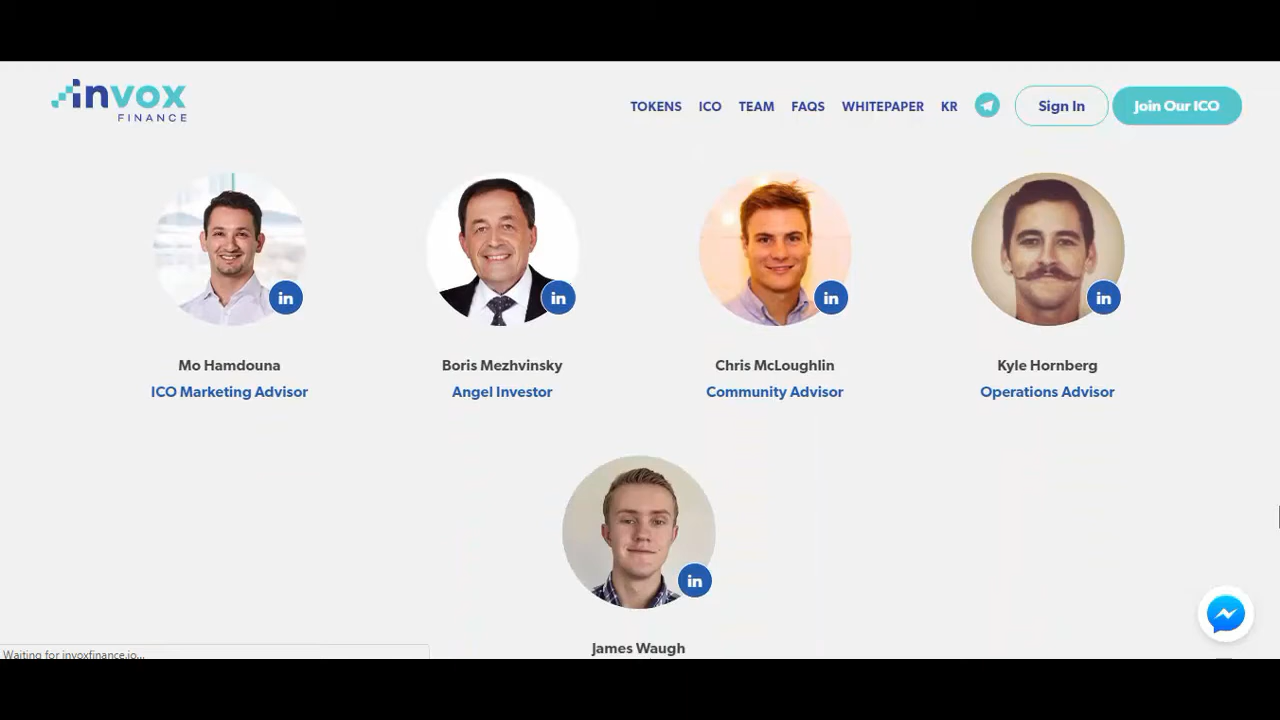 invox
FINANCE
TOKENS ICO TEAM FAQS WHITEPAPER KR Sign In Join Our ICO
in in in in
Mo Hamdouna Boris Mezhvinsky Chris McLoughlin Kyle Hornberg
ICO Marketing Advisor Angel Investor Community Advisor Operations Advisor
in
James Waugh
Waiting for invoxfinance.io...